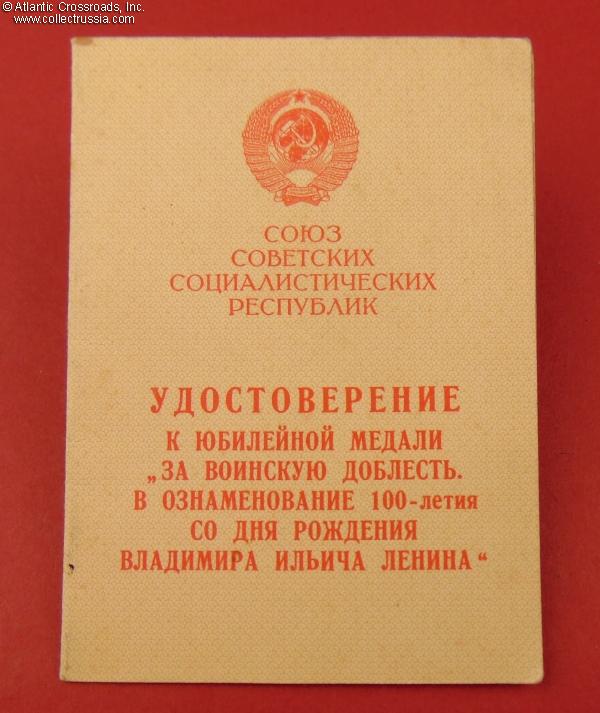 © Atlantic Crossroads, Inc.
www.collectrussia.com
СОЮЗ
СОВЕТСКИХ
СОЦИАЛИСТИЧЕСКИХ
РЕСПУБЛИК
УДОСТОВЕРЕНИЕ
К ЮБИЛЕЙНОЙ МЕДАЛИ
„ЗА ВОИНСКУЮ ДОБЛЕСТЬ.
В ОЗНАМЕНОВАНИЕ 100-летия
СО ДНЯ РОЖДЕНИЯ
ВЛАДИМИРА ИЛЬИЧА ЛЕНИНА“